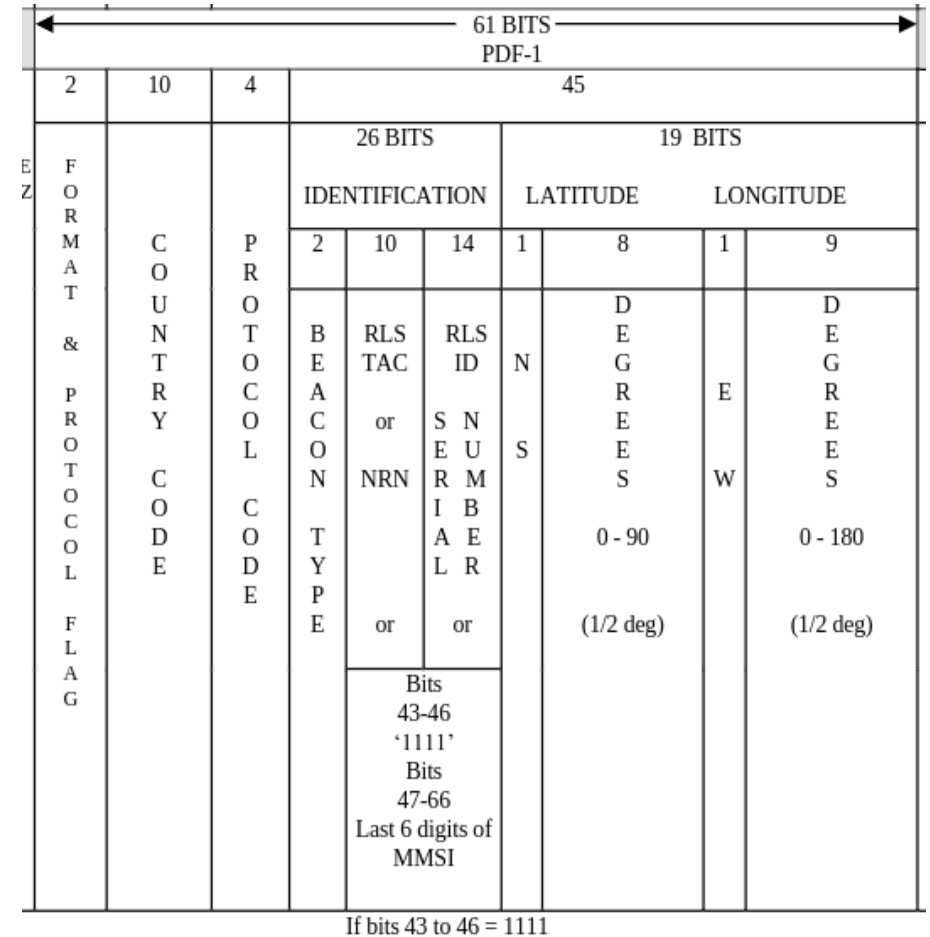 61 BITS
PDF-1
2 10 4 45
26 BITS
IDENTIFICATION
19 BITS
LATITUDE LONGITUDE
2 10 14 1 8 1 9
E
Z
FORMAT & PROTOCOL FLAG
COUNTRY CODE
PROTOCOL CODE
BEACON TYPE
RLS
TAC
or
NRN
or
RLS
ID
SERIAL NUMBER
or
Bits
43-46
‘1111’
Bits
47-66
Last 6 digits of
MMSI
N
S
DEGREES
0 - 90
(1/2 deg)
E
W
DEGREES
0 - 180
(1/2 deg)
If bits 43 to 46 = 1111